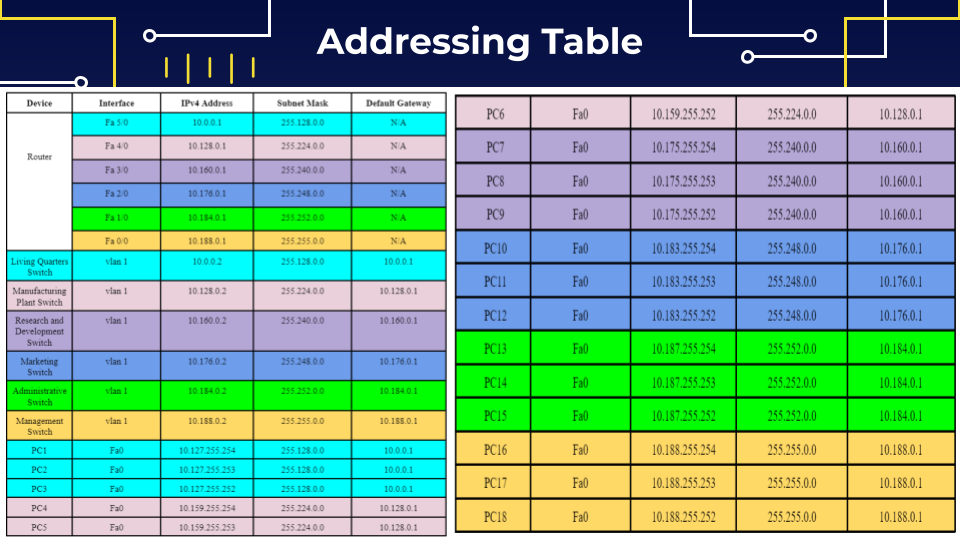 Addressing Table
Device Interface IPv4 Address Subnet Mask Default Gateway
Router
Fa 5/0 10.0.0.1 255.128.0.0 N/A
Fa 4/0 10.128.0.1 255.224.0.0 N/A
Fa 3/0 10.160.0.1 255.240.0.0 N/A
Fa 2/0 10.176.0.1 255.248.0.0 N/A
Fa 1/0 10.184.0.1 255.252.0.0 N/A
Fa 0/0 10.188.0.1 255.255.0.0 N/A
Living Quarters vlan 1 10.0.0.2 255.128.0.0 10.0.0.1
Switch
Manufacturing vlan 1 10.128.0.2 255.224.0.0 10.128.0.1
Plant Switch
Research and vlan 1 10.160.0.2 255.240.0.0 10.160.0.1
Development
Switch
Marketing vlan 1 10.176.0.2 255.248.0.0 10.176.0.1
Switch
Administrative vlan 1 10.184.0.2 255.252.0.0 10.184.0.1
Switch
Management vlan 1 10.188.0.2 255.255.0.0 10.188.0.1
Switch
PC1 Fa0 10.127.255.254 255.128.0.0 10.0.0.1
PC2 Fa0 10.127.255.253 255.128.0.0 10.0.0.1
PC3 Fa0 10.127.255.252 255.128.0.0 10.0.0.1
PC4 Fa0 10.159.255.254 255.224.0.0 10.128.0.1
PC5 Fa0 10.159.255.253 255.224.0.0 10.128.0.1
PC6 Fa0 10.159.255.252 255.224.0.0 10.128.0.1
PC7 Fa0 10.175.255.254 255.240.0.0 10.160.0.1
PC8 Fa0 10.175.255.253 255.240.0.0 10.160.0.1
PC9 Fa0 10.175.255.252 255.240.0.0 10.160.0.1
PC10 Fa0 10.183.255.254 255.248.0.0 10.176.0.1
PC11 Fa0 10.183.255.253 255.248.0.0 10.176.0.1
PC12 Fa0 10.183.255.252 255.248.0.0 10.176.0.1
PC13 Fa0 10.187.255.254 255.252.0.0 10.184.0.1
PC14 Fa0 10.187.255.253 255.252.0.0 10.184.0.1
PC15 Fa0 10.187.255.252 255.252.0.0 10.184.0.1
PC16 Fa0 10.188.255.254 255.255.0.0 10.188.0.1
PC17 Fa0 10.188.255.253 255.255.0.0 10.188.0.1
PC18 Fa0 10.188.255.252 255.255.0.0 10.188.0.1